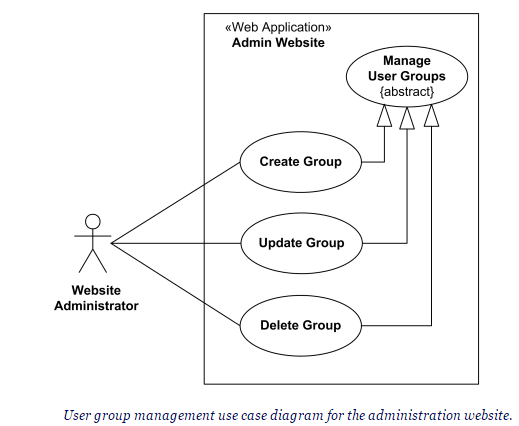 «Web Application»
Admin Website
Manage
User Groups
{abstract}
Create Group
Update Group
Delete Group
Website
Administrator
User group management use case diagram for the administration website.